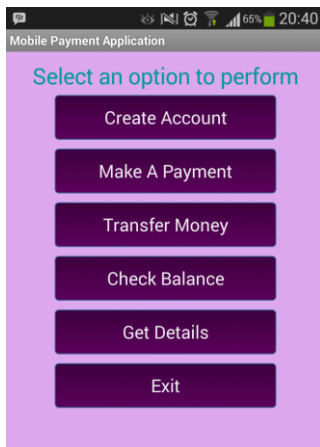 65% 20:40
Mobile Payment Application
Select an option to perform
Create Account
Make A Payment
Transfer Money
Check Balance
Get Details
Exit